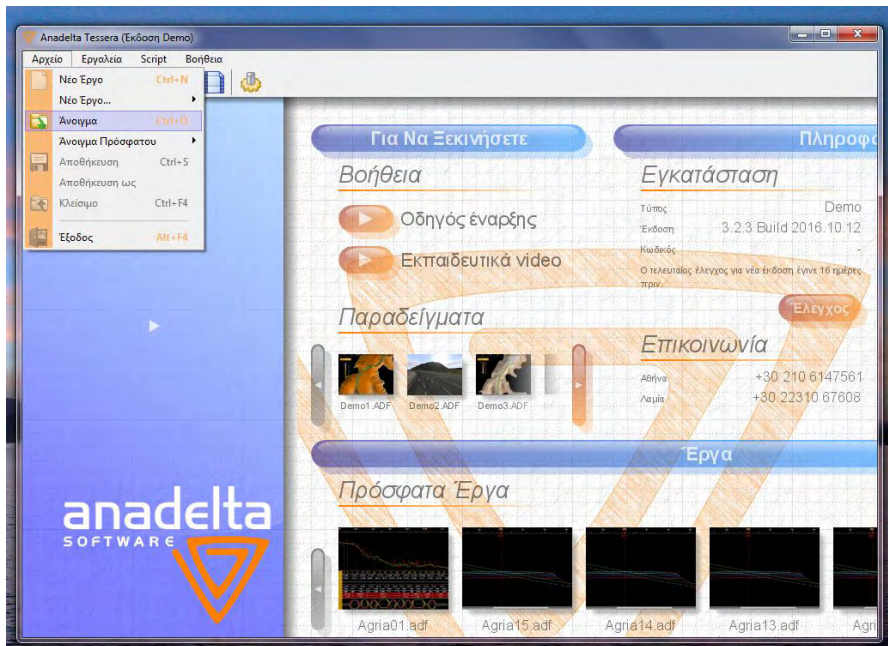 Anadelta Tessera (Έκδοση Demo)
Αρχείο Εργαλεία Script Βοήθεια
Νέο Έργο Ctrl+N
Νέο Έργο...
Άνοιγμα Ctrl+O
Άνοιγμα Πρόσφατου
Αποθήκευση Ctrl+S
Αποθήκευση ως
Κλείσιμο Ctrl+F4
Έξοδος Alt+F4
anadelta
SOFTWARE
Για Να Ξεκινήσετε
Βοήθεια
Οδηγός έναρξης
Εκπαιδευτικά video
Παραδείγματα
Demo1.ADF Demo2.ADF Demo3.ADF
Πληροφο
Εγκατάσταση
Τύπος Demo
Έκδοση 3.2.3 Build 2016.10.12
Κωδικός -
Ο τελευταίος έλεγχος για νέα έκδοση έγινε 16 ημέρες
πριν
Έλεγχος
Επικοινωνία
Αθήνα +30 210 6147561
Λαμία +30 22310 67608
Έργα
Πρόσφατα Έργα
Agria01.adf Agria15.adf Agria14.adf Agria13.adf Agri